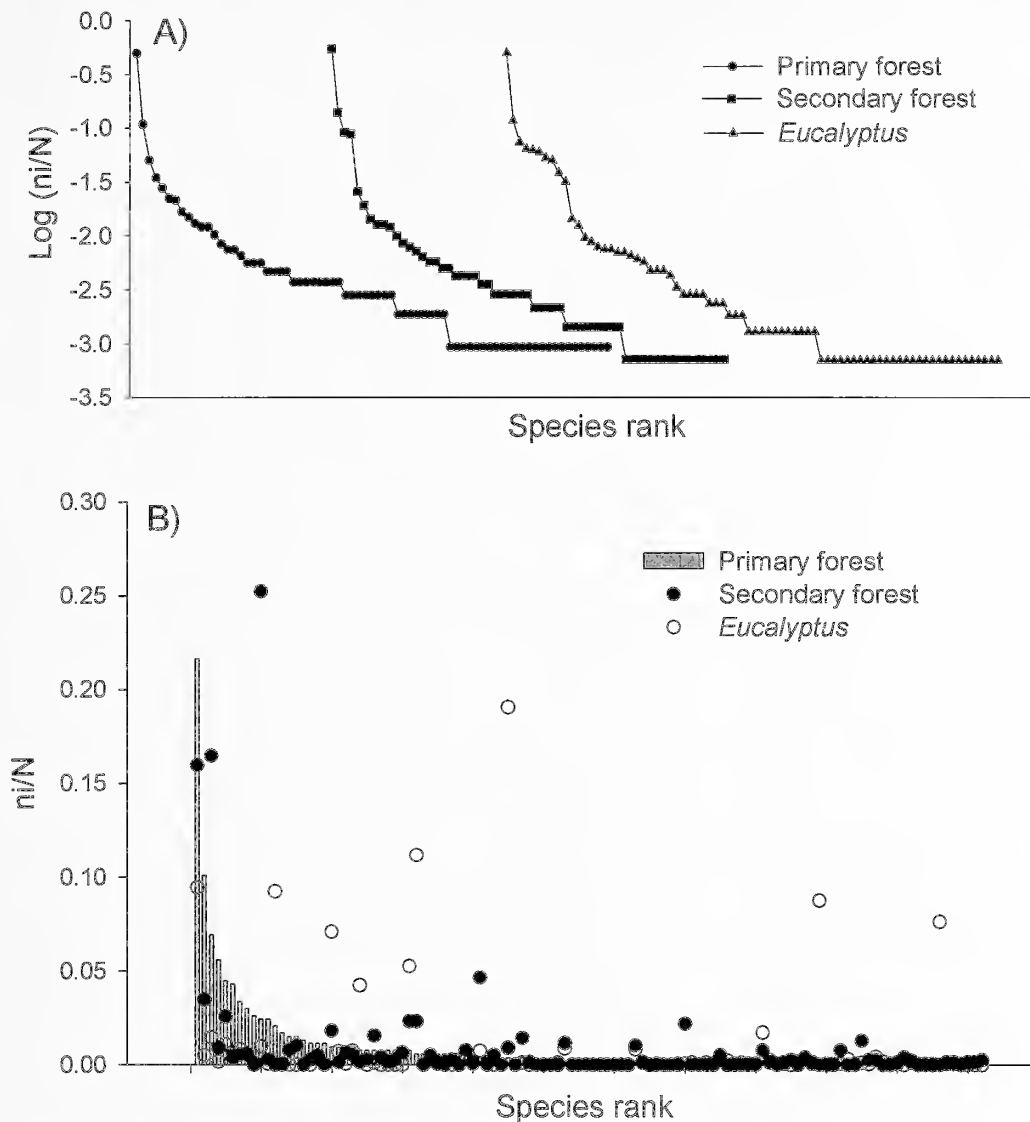 A)
0.0
-0.5
-1.0
-1.5
-2.0
-2.5
-3.0
-3.5
Log (ni/N)
Primary forest
Secondary forest
Eucalyptus
Species rank
B)
0.30
0.25
0.20
0.15
0.10
0.05
0.00
ni/N
Primary forest
Secondary forest
Eucalyptus
Species rank